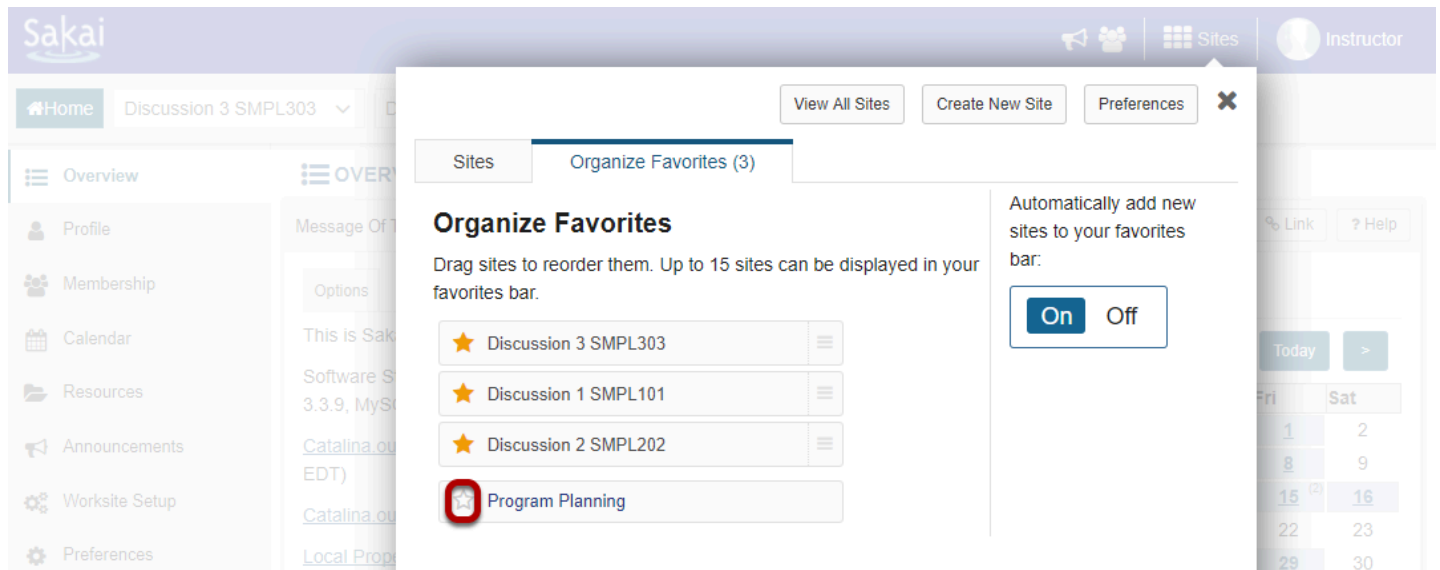 Sakai
Sites
Instructor
Home
Discussion 3 SMPL303
D
View All Sites
Create New Site
Preferences
Sites
Organize Favorites (3)
Overview
Profile
Membership
Calendar
Resources
Announcements
Worksite Setup
Preferences
OVER
Message Of T
Options
This is Sak
Software S
3.3.9, MyS
Catalina.ou
EDT)
Catalina.ou
Local Prope
Organize Favorites
Drag sites to reorder them. Up to 15 sites can be displayed in your
favorites bar.
Discussion 3 SMPL303
Discussion 1 SMPL101
Discussion 2 SMPL202
Program Planning
Automatically add new
sites to your favorites
bar:
On Off
Link
? Help
Today >
Fri Sat
1 2
8 9
15 (2) 16
22 23
29 30